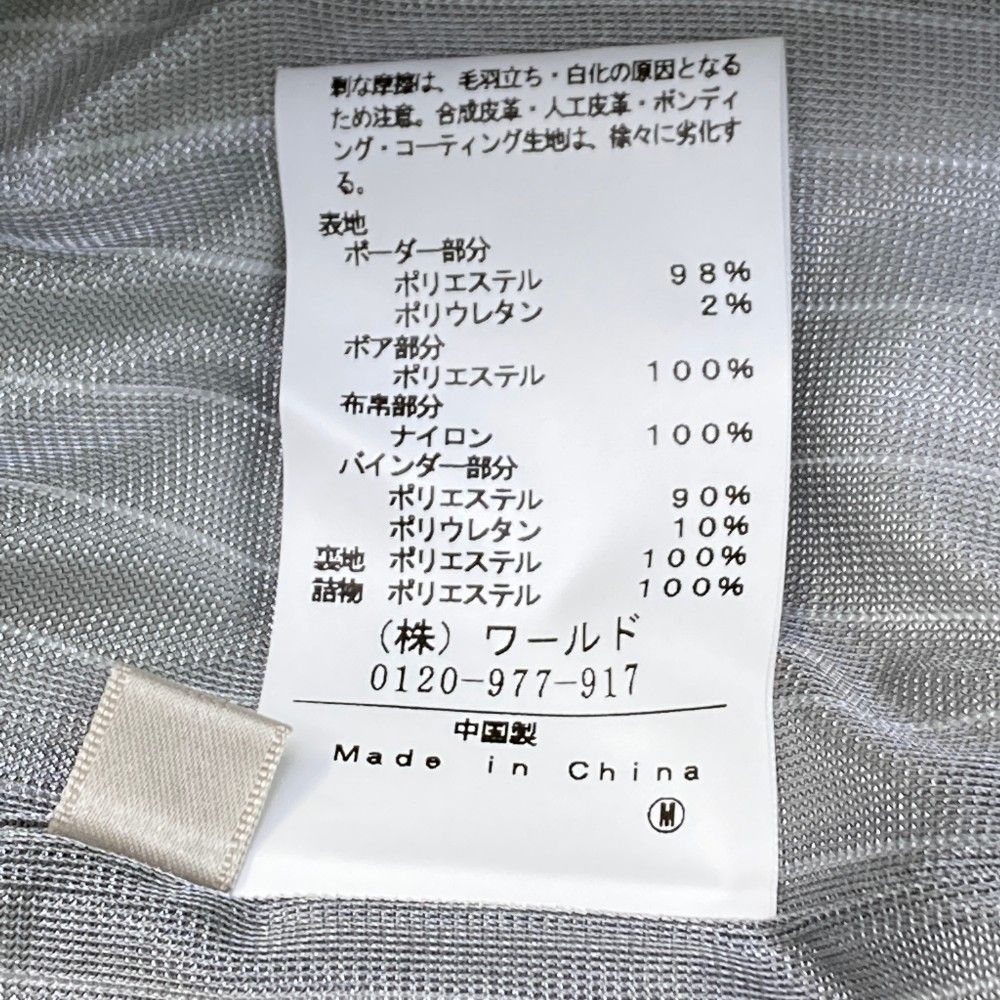 剰な摩擦は、毛羽立ち・白化の原因となる
ため注意。合成皮革・人工皮革・ボンディ
ング・コーティング生地は、徐々に劣化す
る。
表地
ボーダー部分
ポリエステル 98%
ポリウレタン 2%
ボア部分
ポリエステル 100%
布帛部分
ナイロン 100%
バインダー部分
ポリエステル 90%
ポリウレタン 10%
裏地 ポリエステル 100%
詰物 ポリエステル 100%
(株)ワールド
0120-977-917
中国製
Made in China
Ⓜ